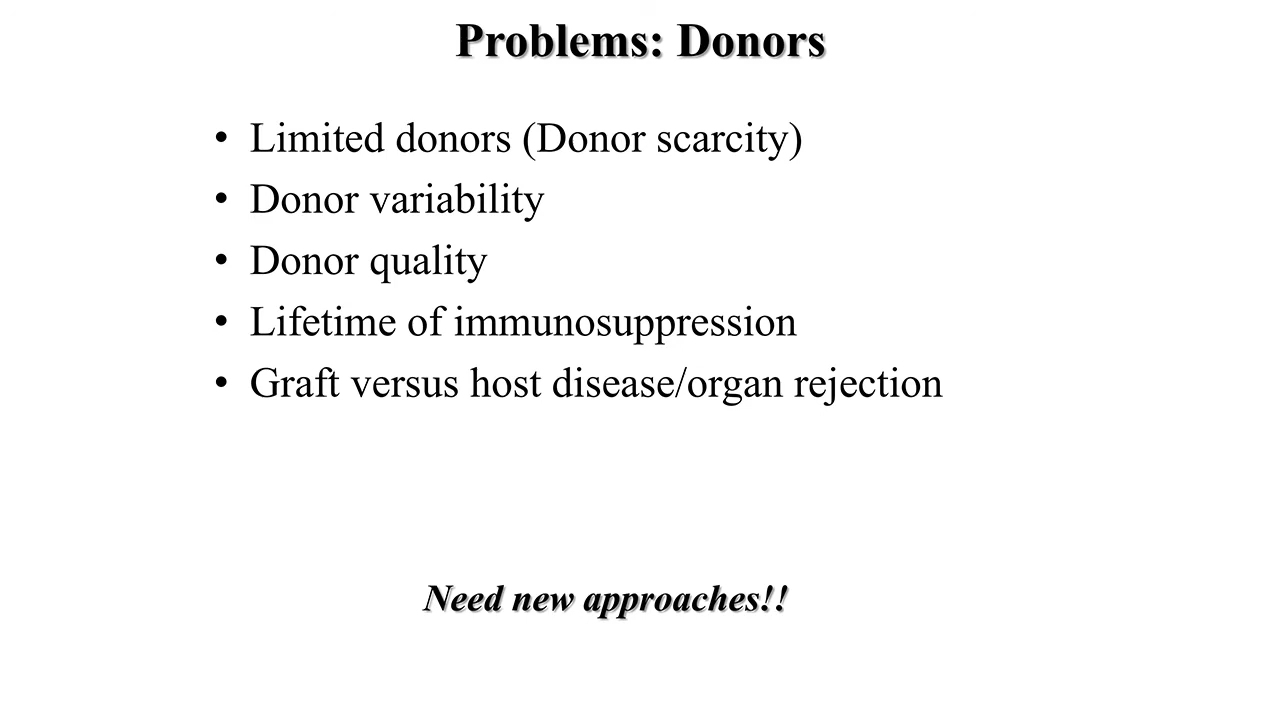 Problems: Donors
• Limited donors (Donor scarcity)
• Donor variability
• Donor quality
• Lifetime of immunosuppression
• Graft versus host disease/organ rejection
Need new approaches!!